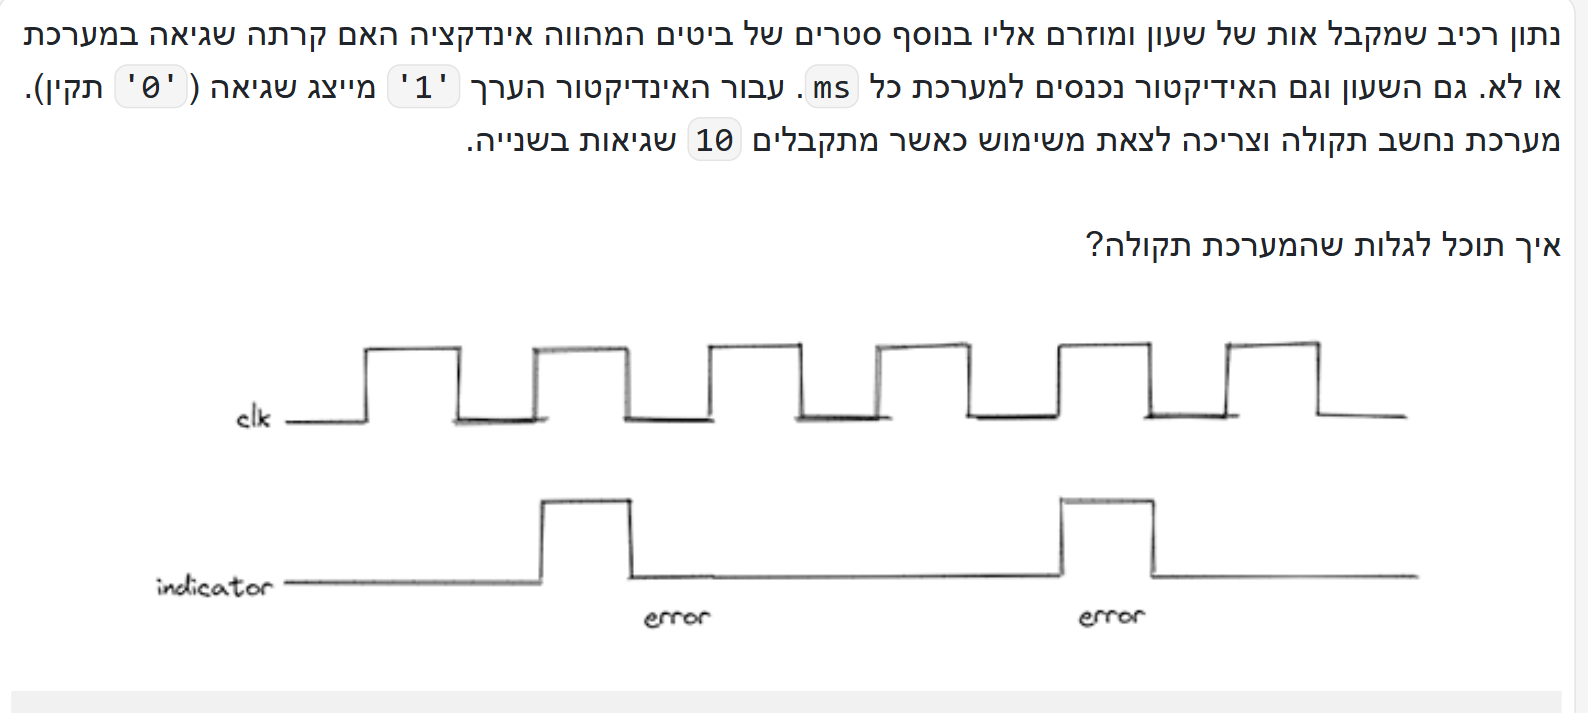 נתון רכיב שמקבל אות של שעון ומוזרם אליו בנוסף סטרים של ביטים המהווה אינדקציה האם קרתה שגיאה במערכת
או לא. גם השעון וגם האידיקטור נכנסים למערכת כל ms. עבור האינדיקטור הערך '1' מייצג שגיאה ('0' תקין).
מערכת נחשב תקולה וצריכה לצאת משימוש כאשר מתקבלים 10 שגיאות בשנייה.
איך תוכל לגלות שהמערכת תקולה?
clk
indicator
error error